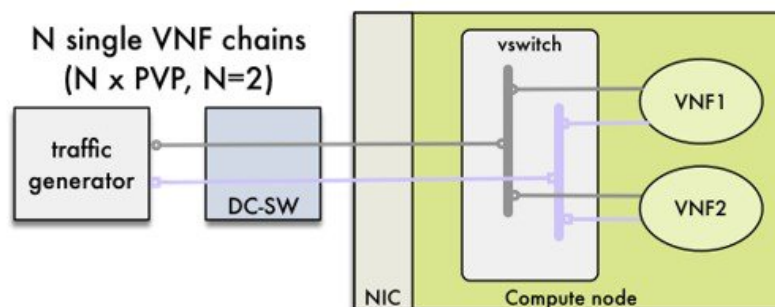 N single VNF chains
(N x PVP, N=2)
vswitch
VNF1
traffic
generator
DC-SW
VNF2
NIC
Compute node